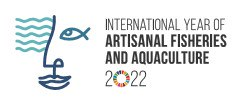 INTERNATIONAL YEAR OF
ARTISANAL FISHERIES
AND AQUACULTURE
2022